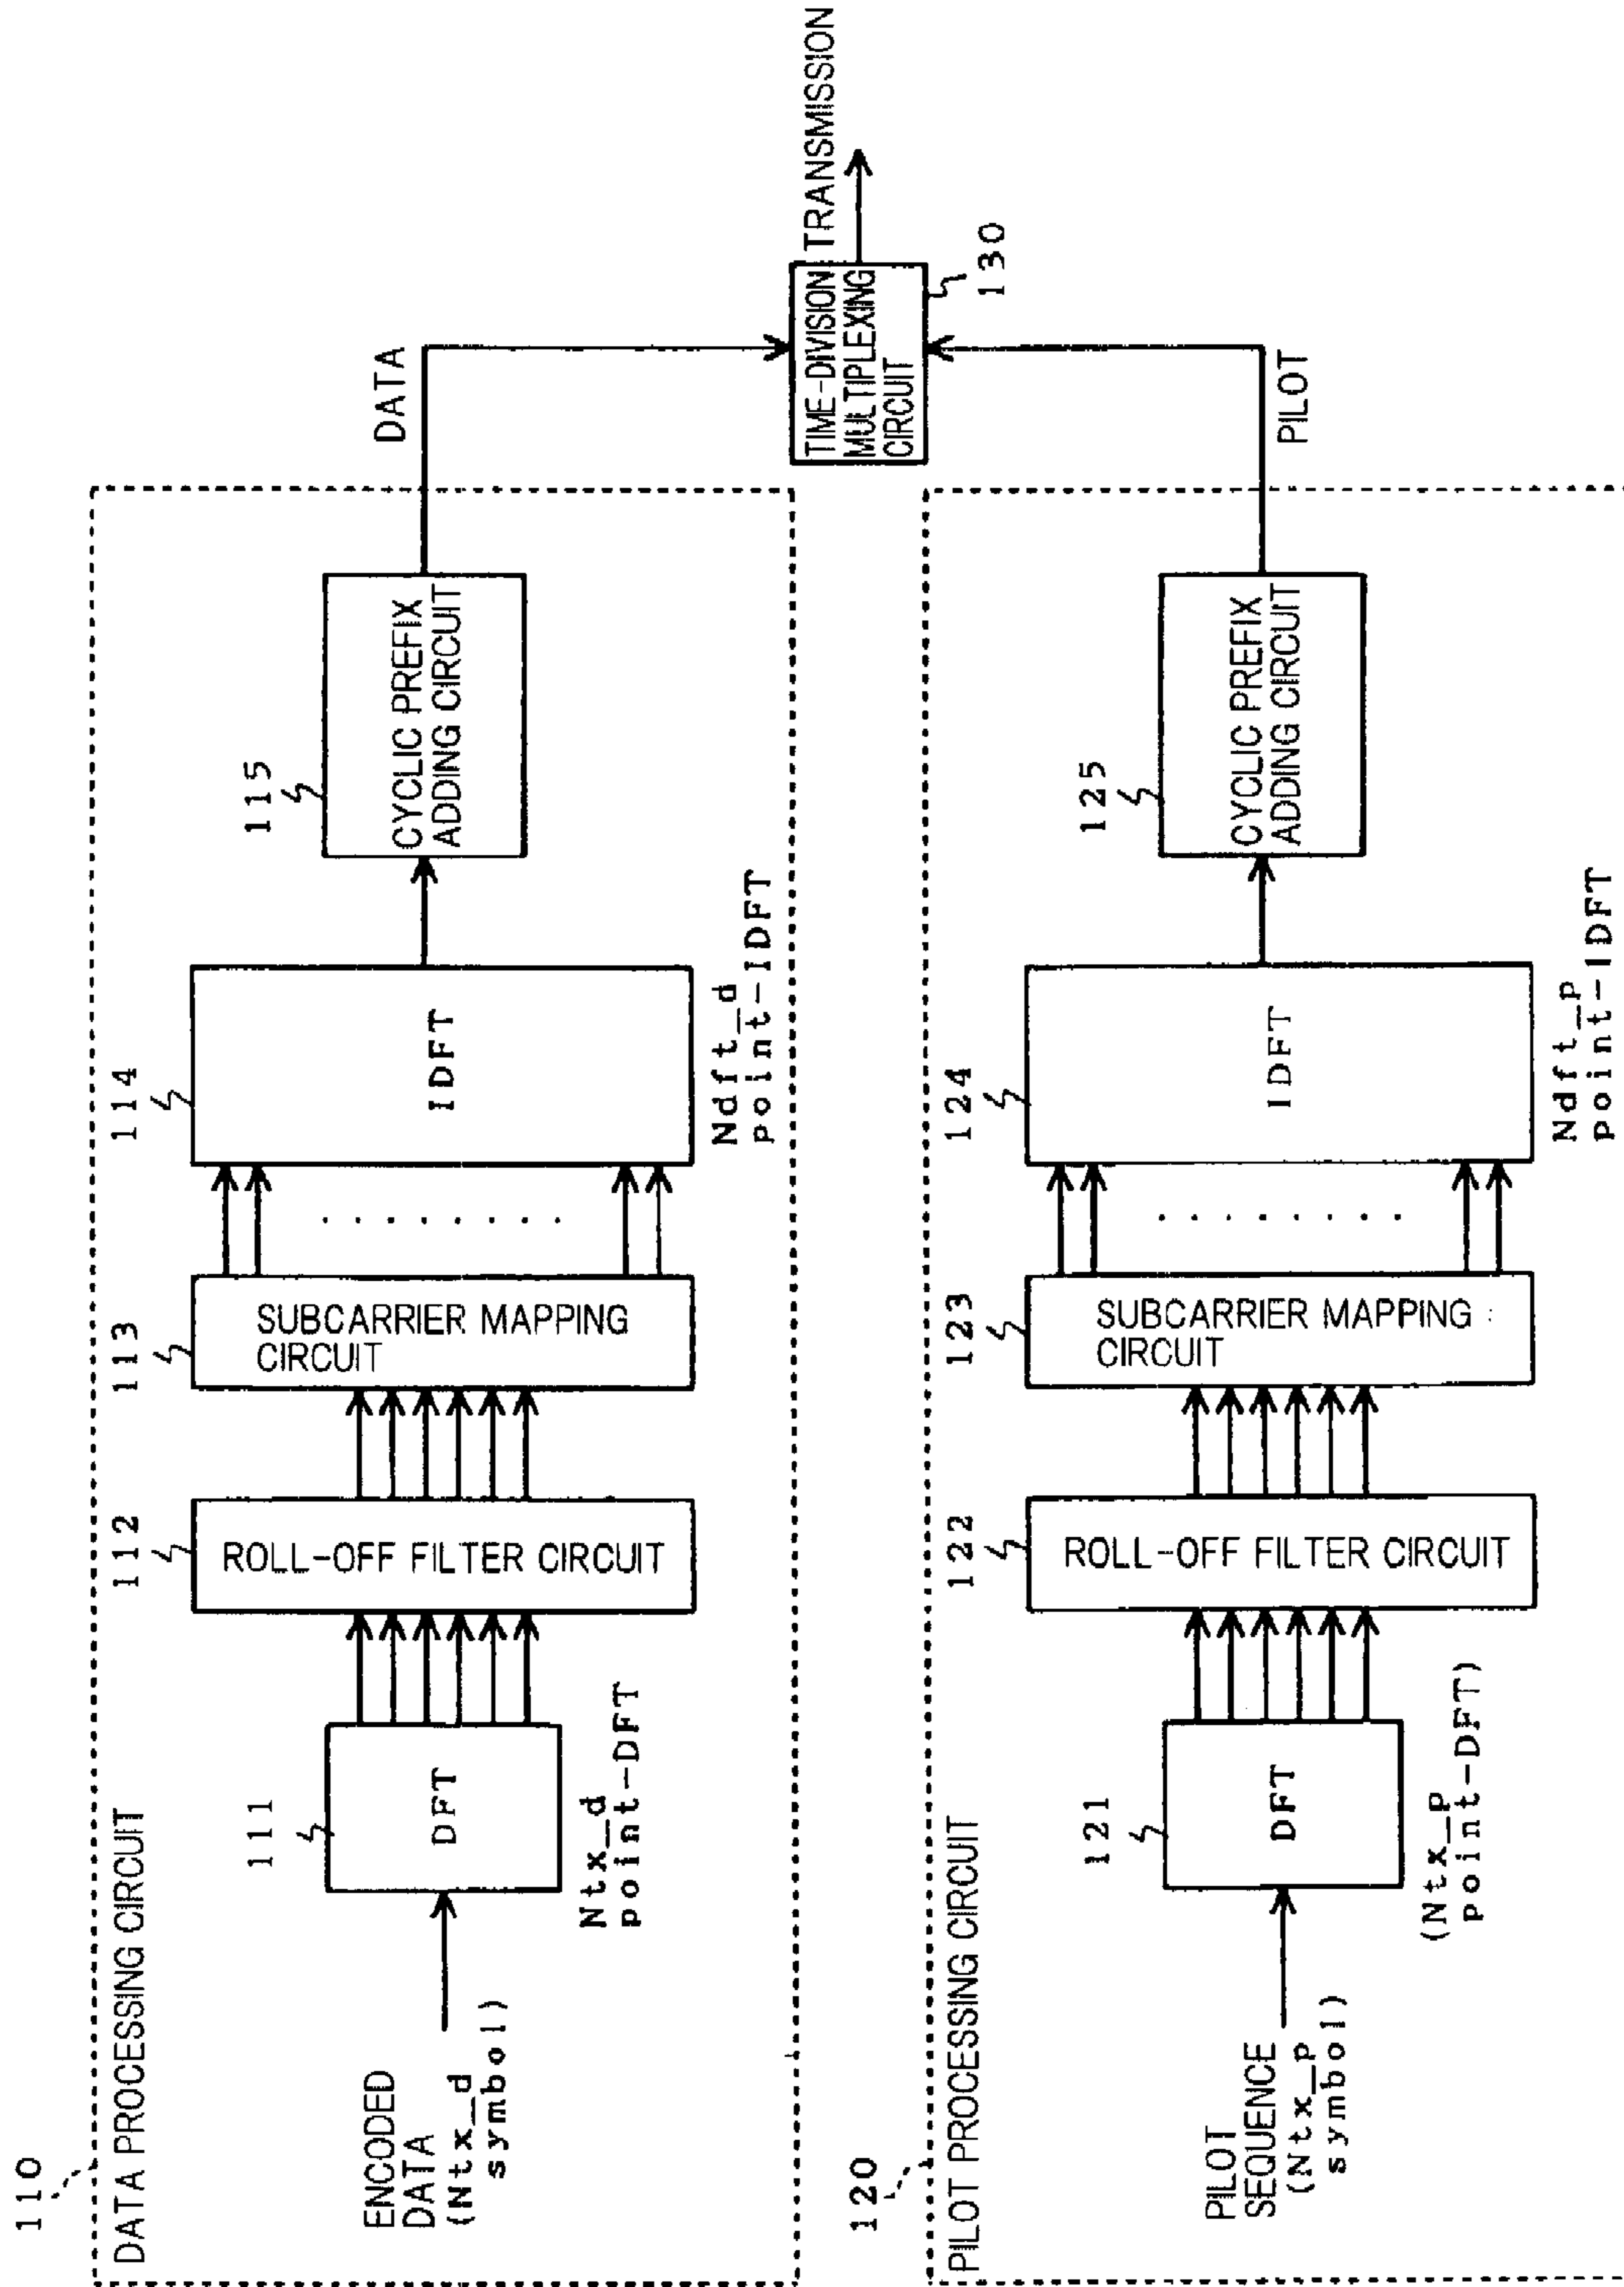 110
DATA PROCESSING CIRCUIT
ENCODED
DATA
(Ntx_d
symbol)
111
DFT
Ntx_d
point-DFT
112
ROLL-OFF FILTER CIRCUIT
113
SUBCARRIER MAPPING
CIRCUIT
114
IDFT
Ndft_d
point-IDFT
115
CYCLIC PREFIX
ADDING CIRCUIT
DATA
TIME-DIVISION
MULTIPLEXING
CIRCUIT
130
TRANSMISSION
120
PILOT PROCESSING CIRCUIT
PILOT
SEQUENCE
(Ntx_p
symbol)
121
DFT
(Ntx_p
point-DFT)
122
ROLL-OFF FILTER CIRCUIT
123
SUBCARRIER MAPPING
CIRCUIT
124
IDFT
Ndft_p
point-IDFT
125
CYCLIC PREFIX
ADDING CIRCUIT
PILOT